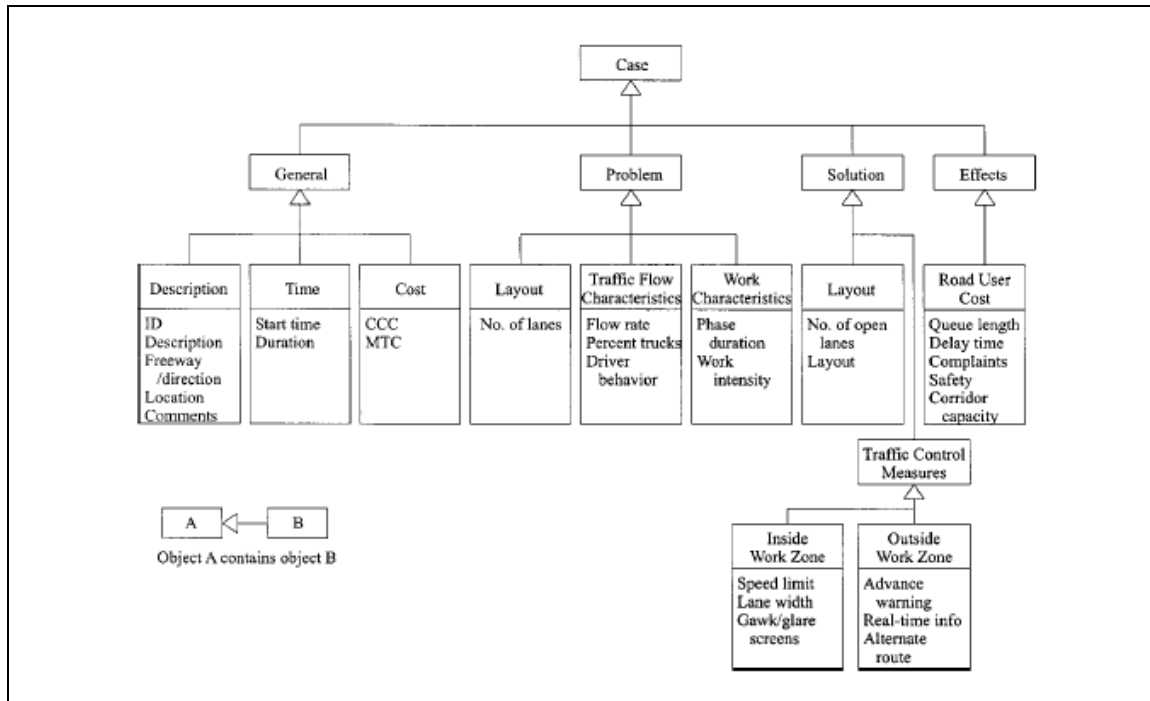 Case
General
Problem
Solution
Effects
Description
ID
Description
Freeway
/direction
Location
Comments
Time
Start time
Duration
Cost
CCC
MTC
Layout
No. of lanes
Traffic Flow
Characteristics
Flow rate
Percent trucks
Driver
behavior
Work
Characteristics
Phase
duration
Work
intensity
Layout
No. of open
lanes
Layout
Road User
Cost
Queue length
Delay time
Complaints
Safety
Corridor
capacity
Traffic Control
Measures
Inside
Work Zone
Speed limit
Lane width
Gawk/glare
screens
Outside
Work Zone
Advance
warning
Real-time info
Alternate
route
A
B
Object A contains object B